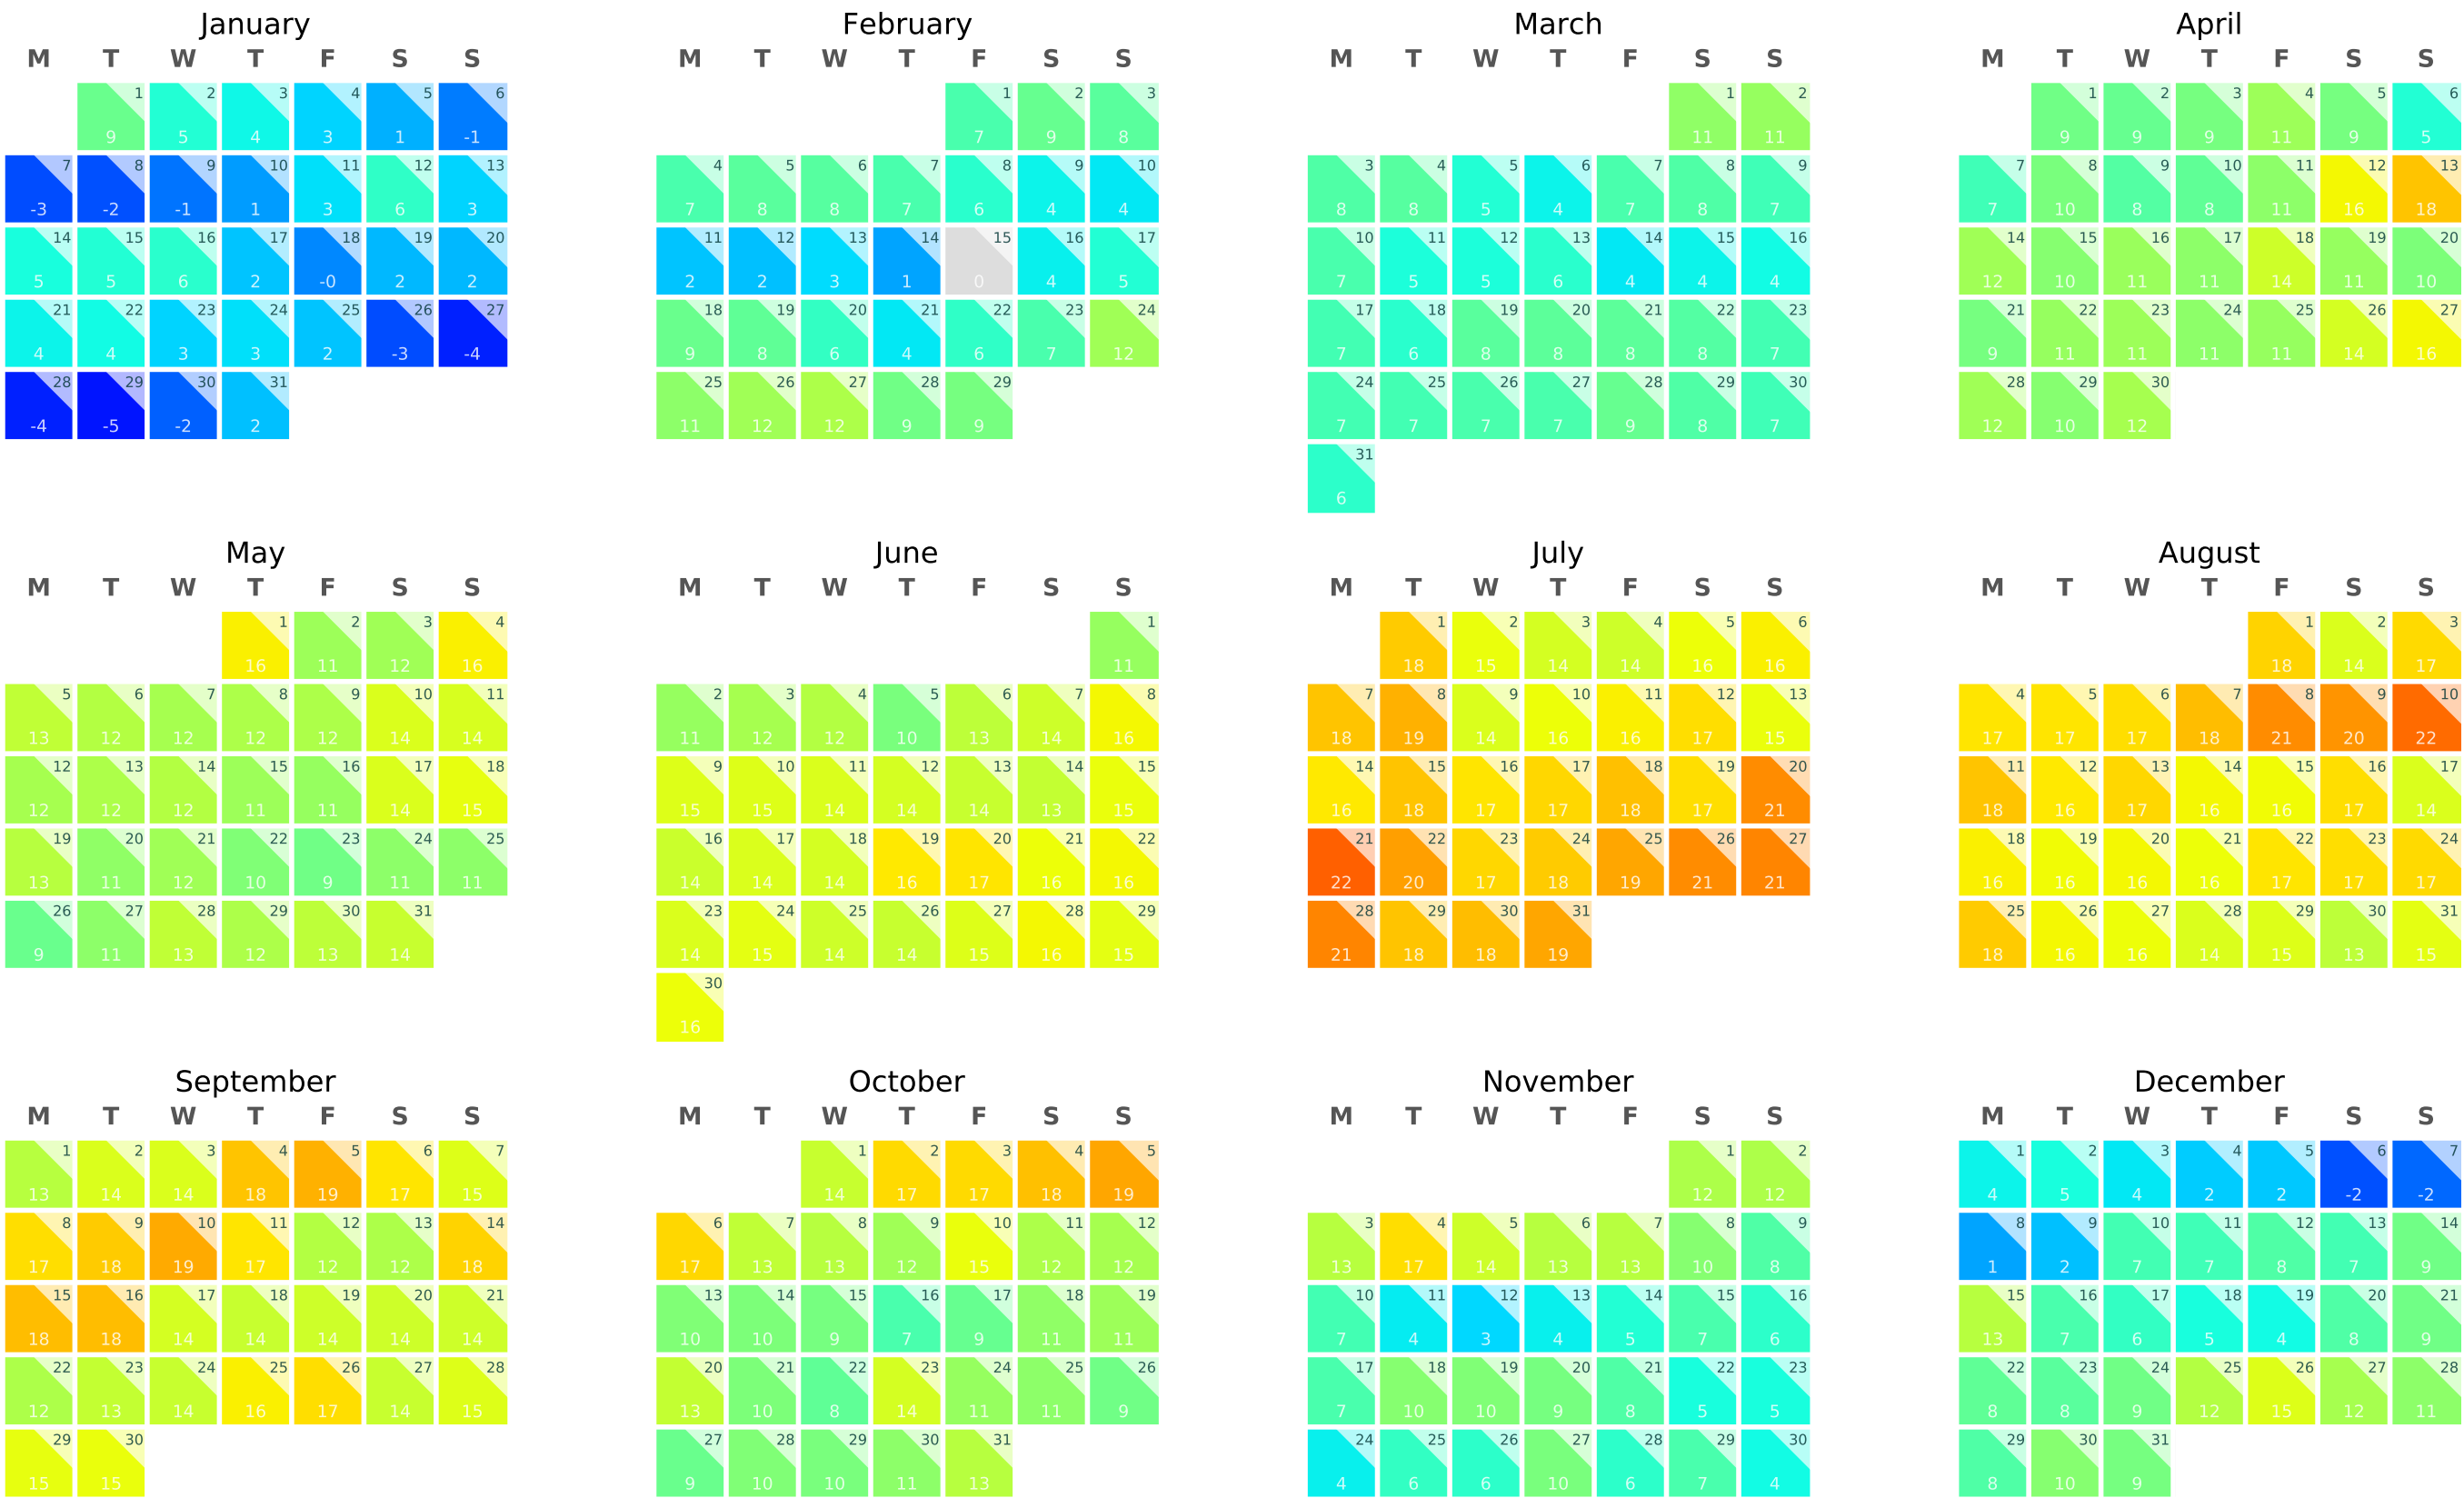 January February March April
M T W T F S S M T W T F S S M T W T F S S M T W T F S S
1 2 3 4 5 6 1 2 3 1 2 1 2 3 4 5 6
9 5 4 3 1 -1 7 9 8 11 11 9 9 9 11 9 5
7 8 9 10 11 12 13 4 5 6 7 8 9 10 3 4 5 6 7 8 9 7 8 9 10 11 12 13
-3 -2 -1 1 3 6 3 7 8 8 7 6 4 4 8 8 5 4 7 8 7 7 10 8 8 11 16 18
14 15 16 17 18 19 20 11 12 13 14 15 16 17 10 11 12 13 14 15 16 14 15 16 17 18 19 20
5 5 6 2 -0 2 2 2 2 3 1 0 4 5 7 5 5 6 4 4 4 12 10 11 11 14 11 10
21 22 23 24 25 26 27 18 19 20 21 22 23 24 17 18 19 20 21 22 23 21 22 23 24 25 26 27
4 4 3 3 2 -3 -4 9 8 6 4 6 7 12 7 6 8 8 8 8 7 9 11 11 11 11 14 16
28 29 30 31 25 26 27 28 29 24 25 26 27 28 29 30 28 29 30
-4 -5 -2 2 11 12 12 9 9 7 7 7 7 9 8 7 12 10 12
31
6
May June July August
M T W T F S S M T W T F S S M T W T F S S M T W T F S S
1 2 3 4 1 1 2 3 4 5 6 1 2 3
16 11 12 16 11 18 15 14 14 16 16 18 14 17
5 6 7 8 9 10 11 2 3 4 5 6 7 8 7 8 9 10 11 12 13 4 5 6 7 8 9 10
13 12 12 12 12 14 14 11 12 12 10 13 14 16 18 19 14 16 16 17 15 17 17 17 18 21 20 22
12 13 14 15 16 17 18 9 10 11 12 13 14 15 14 15 16 17 18 19 20 11 12 13 14 15 16 17
12 12 12 11 11 14 15 15 15 14 14 14 13 15 16 18 17 17 18 17 21 18 16 17 16 16 17 14
19 20 21 22 23 24 25 16 17 18 19 20 21 22 21 22 23 24 25 26 27 18 19 20 21 22 23 24
13 11 12 10 9 11 11 14 14 14 16 17 16 16 22 20 17 18 19 21 21 16 16 16 16 17 17 17
26 27 28 29 30 31 23 24 25 26 27 28 29 28 29 30 31 25 26 27 28 29 30 31
9 11 13 12 13 14 14 15 14 14 15 16 15 21 18 18 19 18 16 16 14 15 13 15
30
16
September October November December
M T W T F S S M T W T F S S M T W T F S S M T W T F S S
1 2 3 4 5 6 7 1 2 3 4 5 1 2 1 2 3 4 5 6 7
13 14 14 18 19 17 15 14 17 17 18 19 12 12 4 5 4 2 2 -2 -2
8 9 10 11 12 13 14 6 7 8 9 10 11 12 3 4 5 6 7 8 9 8 9 10 11 12 13 14
17 18 19 17 12 12 18 17 13 13 12 15 12 12 13 17 14 13 13 10 8 1 2 7 7 8 7 9
15 16 17 18 19 20 21 13 14 15 16 17 18 19 10 11 12 13 14 15 16 15 16 17 18 19 20 21
18 18 14 14 14 14 14 10 10 9 7 9 11 11 7 4 3 4 5 7 6 13 7 6 5 4 8 9
22 23 24 25 26 27 28 20 21 22 23 24 25 26 17 18 19 20 21 22 23 22 23 24 25 26 27 28
12 13 14 16 17 14 15 13 10 8 14 11 11 9 7 10 10 9 8 5 5 8 8 9 12 15 12 11
29 30 27 28 29 30 31 24 25 26 27 28 29 30 29 30 31
15 15 9 10 10 11 13 4 6 6 10 6 7 4 8 10 9